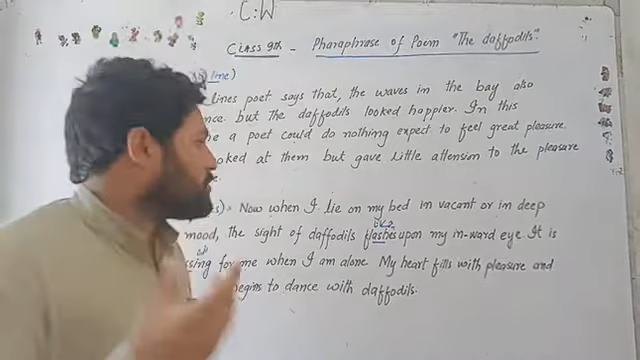 C:W
Class 9th - Pharaphrase of Poem "The daffodils".
line)
lines poet says that, the waves in the bay also
nce. but The daffodils looked happier. In this
a poet could do nothing expect to feel great pleasure.
ooked at them but gave little attension to the pleasure
Now when I lie on my bed in vacant or in deep
mood, the sight of daffodils flashes upon my in-ward eye. It is
ssing for me when I am alone My heart fills with pleasure and
begins to dance with daffodils.